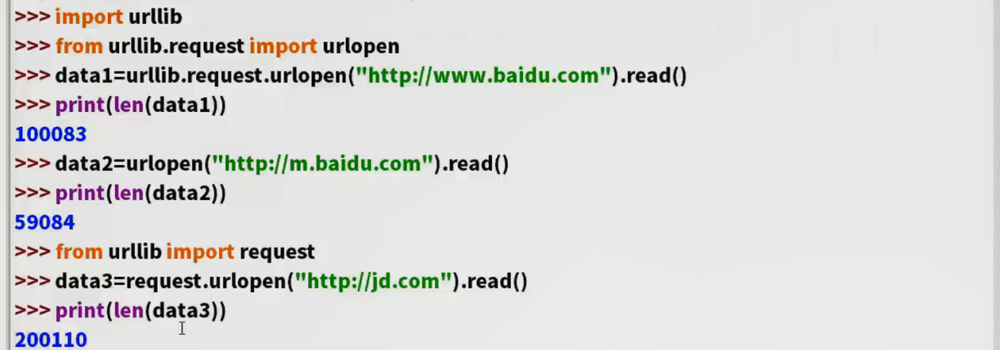 >>> import urllib
>>> from urllib.request import urlopen
>>> data1=urllib.request.urlopen("http://www.baidu.com").read()
>>> print(len(data1))
100083
>>> data2=urlopen("http://m.baidu.com").read()
>>> print(len(data2))
59084
>>> from urllib import request
>>> data3=request.urlopen("http://jd.com").read()
>>> print(len(data3))
200110